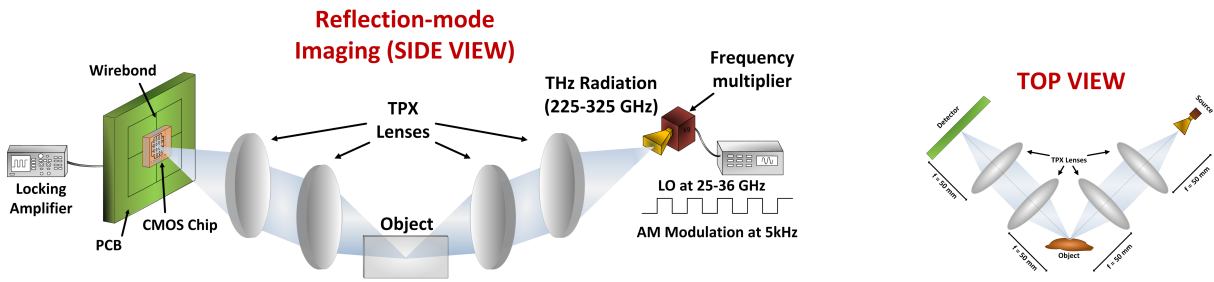 Reflection-mode
Imaging (SIDE VIEW)
Wirebond
TPX
Lenses
THz Radiation
(225-325 GHz)
Frequency
multiplier
Locking
Amplifier
PCB
CMOS Chip
Object
LO at 25-36 GHz
AM Modulation at 5kHz
TOP VIEW
Detector
Source
TPX Lenses
f = 50 mm
f = 50 mm
f = 50 mm
f = 50 mm
Object